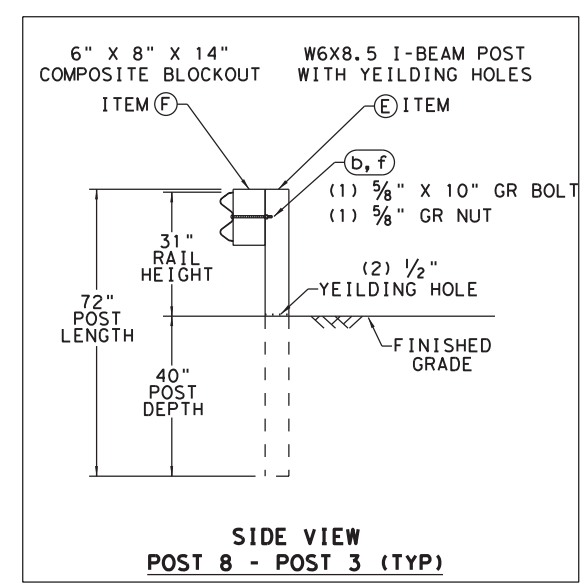 6" X 8" X 14"
COMPOSITE BLOCKOUT
ITEM F
W6X8.5 I-BEAM POST
WITH YEILDING HOLES
E ITEM
b, f
(1) 5/8" X 10" GR BOLT
(1) 5/8" GR NUT
31"
RAIL
HEIGHT
(2) 1/2"
YEILDING HOLE
72"
POST
LENGTH
FINISHED
GRADE
40"
POST
DEPTH
SIDE VIEW
POST 8 - POST 3 (TYP)